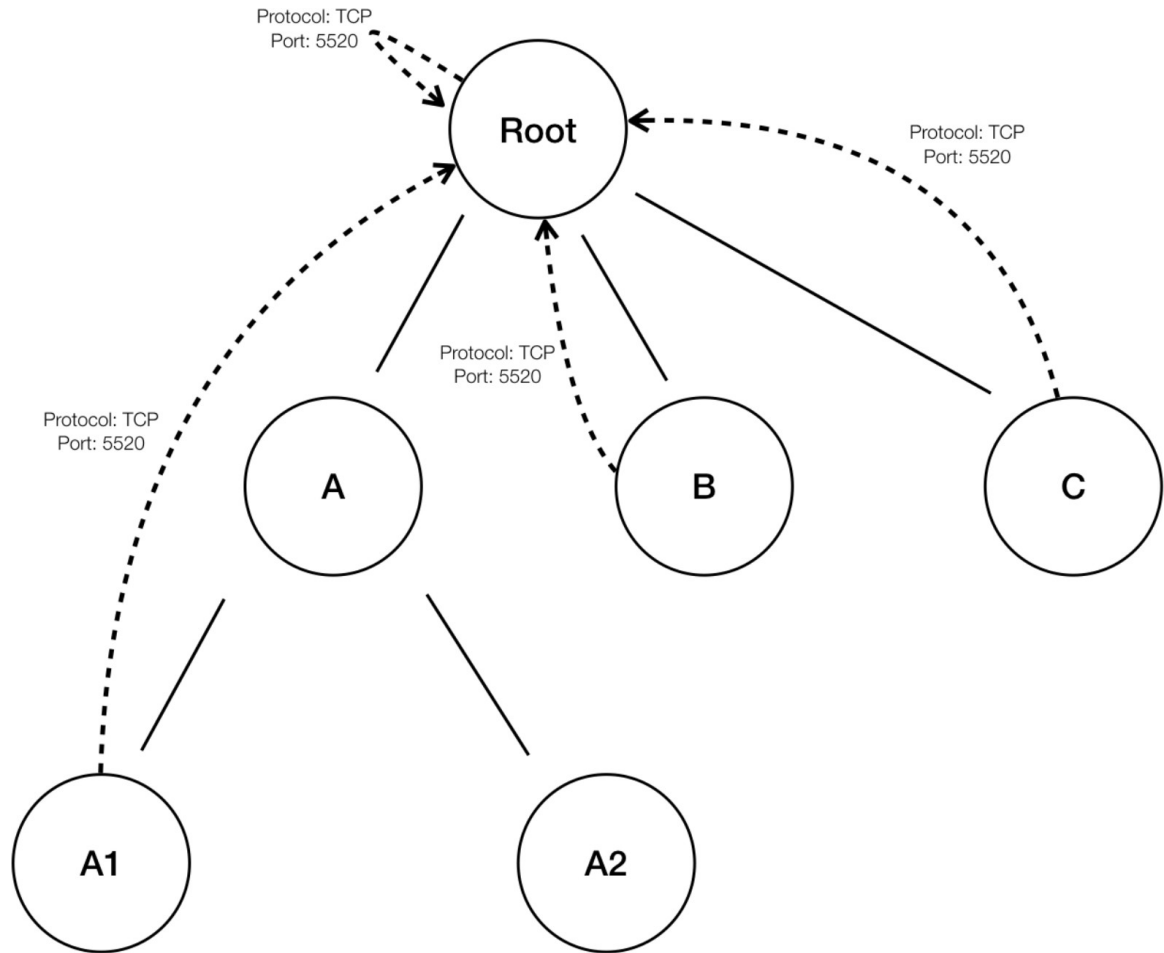 Protocol: TCP
Port: 5520
Root
Protocol: TCP
Port: 5520
Protocol: TCP
Port: 5520
Protocol: TCP
Port: 5520
A
B
C
A1
A2